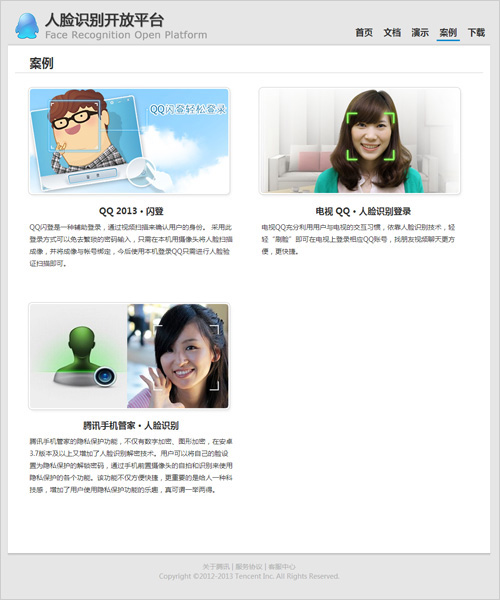 人脸识别开放平台
Face Recognition Open Platform
首页 文档 演示 案例 下载
案例
QQ闪登轻松登录
登 录
QQ 2013 • 闪登
QQ闪登是一种辅助登录，通过视频扫描来确认用户的身份。 采用此
登录方式可以免去繁琐的密码输入，只需在本机用摄像头将人脸扫描
成像，并将成像与帐号绑定，今后使用本机登录QQ只需进行人脸验
证扫描即可。
电视 QQ • 人脸识别登录
电视QQ充分利用用户与电视的交互习惯，依靠人脸识别技术，轻
轻“刷脸”即可在电视上登录相应QQ账号，找朋友视频聊天更方
便，更快捷。
腾讯手机管家 • 人脸识别
腾讯手机管家的隐私保护功能，不仅有数字加密、图形加密，在安卓
3.7版本及以上又增加了人脸识别解密技术。用户可以将自己的脸设
置为隐私保护的解锁密码，通过手机前置摄像头的自拍和识别来使用
隐私保护的各个功能。该功能不仅方便快捷，更重要的是给人一种科
技感，增加了用户使用隐私保护功能的乐趣，真可谓一举两得。
关于腾讯 | 服务协议 | 客服中心
Copyright ©2012-2013 Tencent Inc. All Rights Reserved.